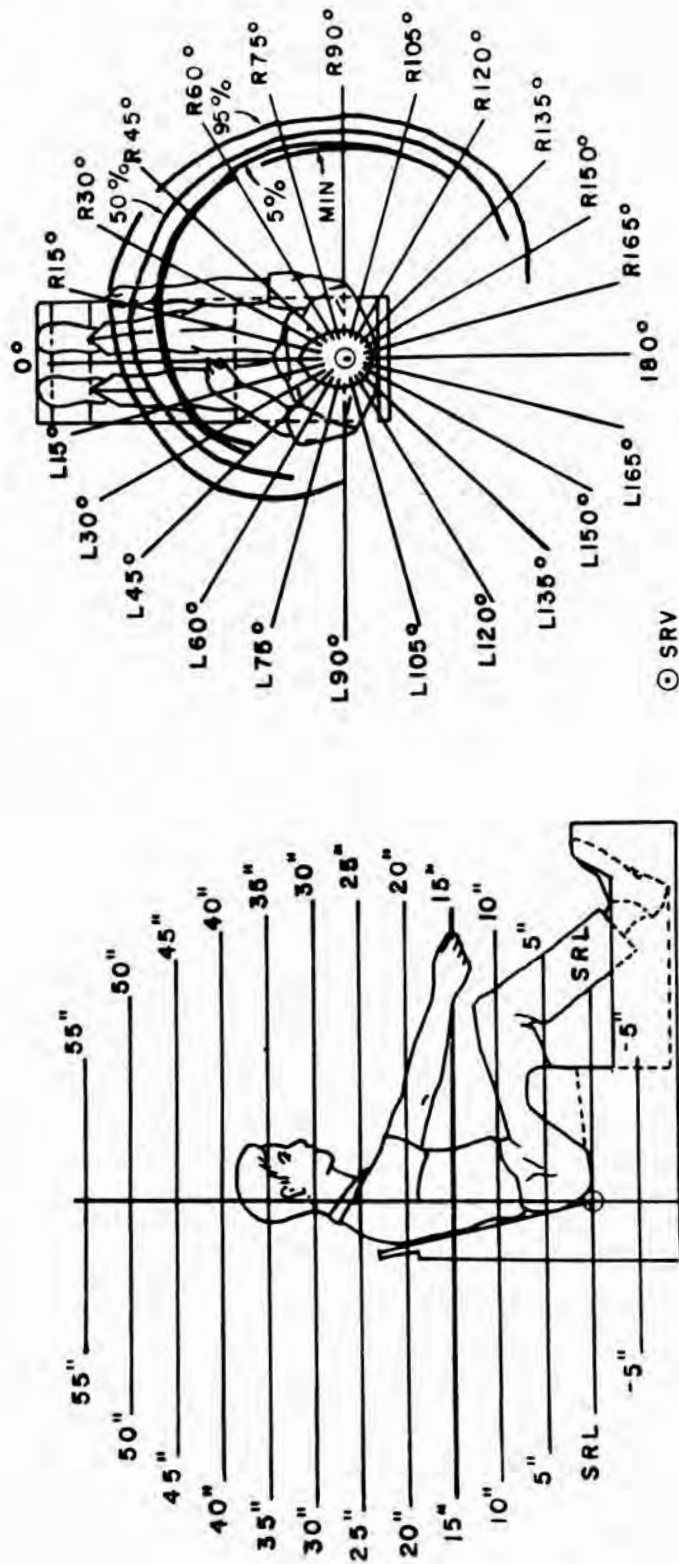 0°
R15°
R30°
50%
R45°
R60°
95%
R75°
5%
MIN
R90°
R105°
R120°
R135°
R150°
R165°
180°
L15°
L30°
L45°
L60°
L75°
L90°
L105°
L120°
L135°
L150°
L165°
⊙ SRV
55" 55"
50" 50"
45" 45"
40" 40"
35" 35"
30" 30"
25" 25"
20" 20"
15" 15"
10" 10"
5" 5"
SRL SRL
-5" -5"